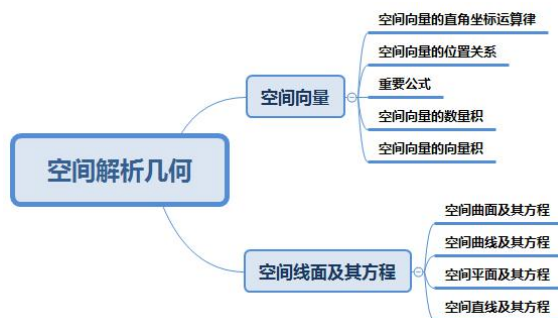 空间解析几何
空间向量
空间向量的直角坐标运算律
空间向量的位置关系
重要公式
空间向量的数量积
空间向量的向量积
空间线面及其方程
空间曲面及其方程
空间曲线及其方程
空间平面及其方程
空间直线及其方程